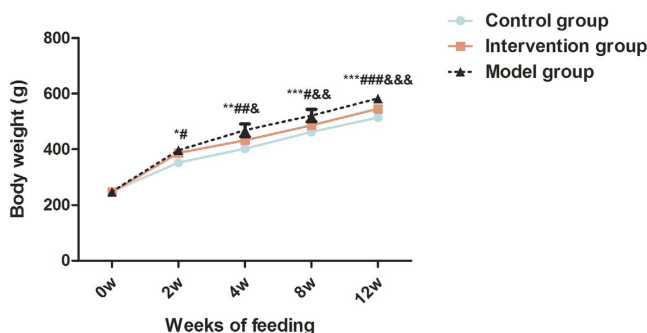 Control group
Intervention group
Model group
Body weight (g)
800
600
400
200
0
*#
**##&
***#&&
***###&&&
0w
2w
4w
8w
12w
Weeks of feeding